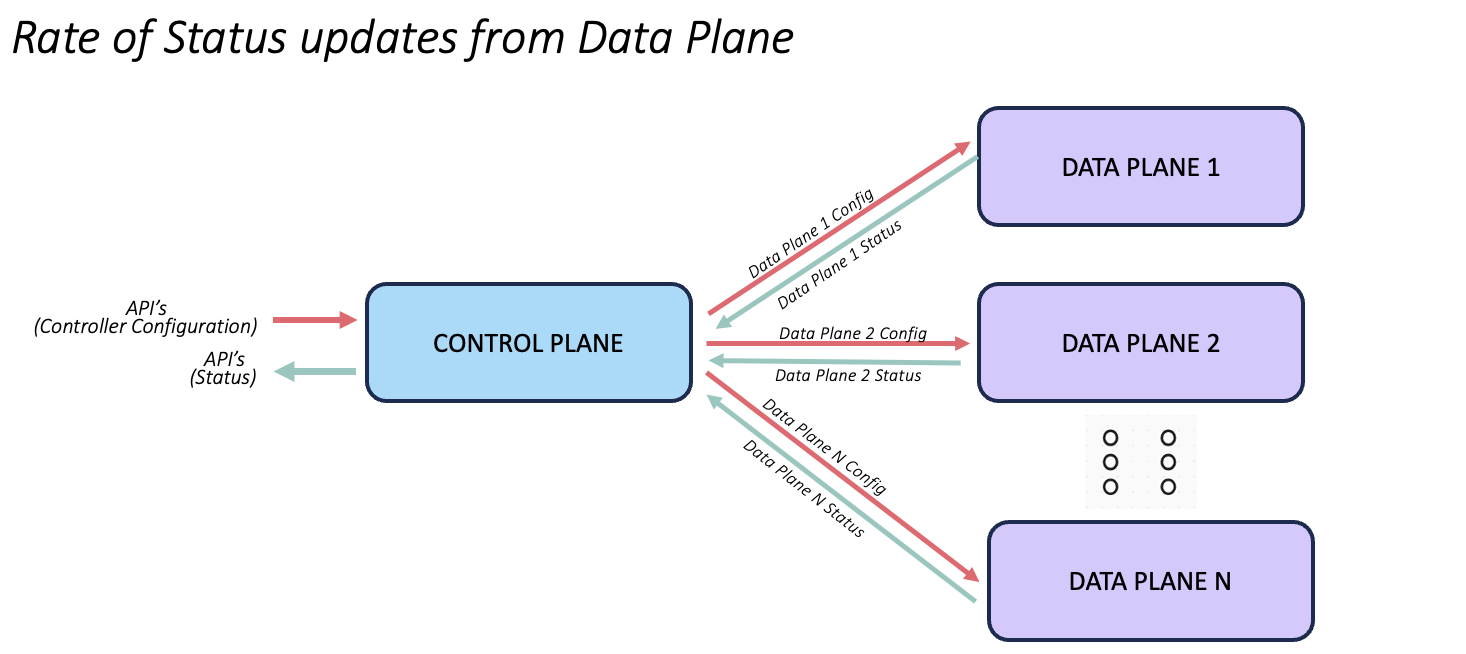 Rate of Status updates from Data Plane
DATA PLANE 1
Data Plane 1 Config
Data Plane 1 Status
API's
(Controller Configuration)
API's
(Status)
CONTROL PLANE
Data Plane 2 Config
Data Plane 2 Status
DATA PLANE 2
Data Plane N Config
Data Plane N Status
DATA PLANE N